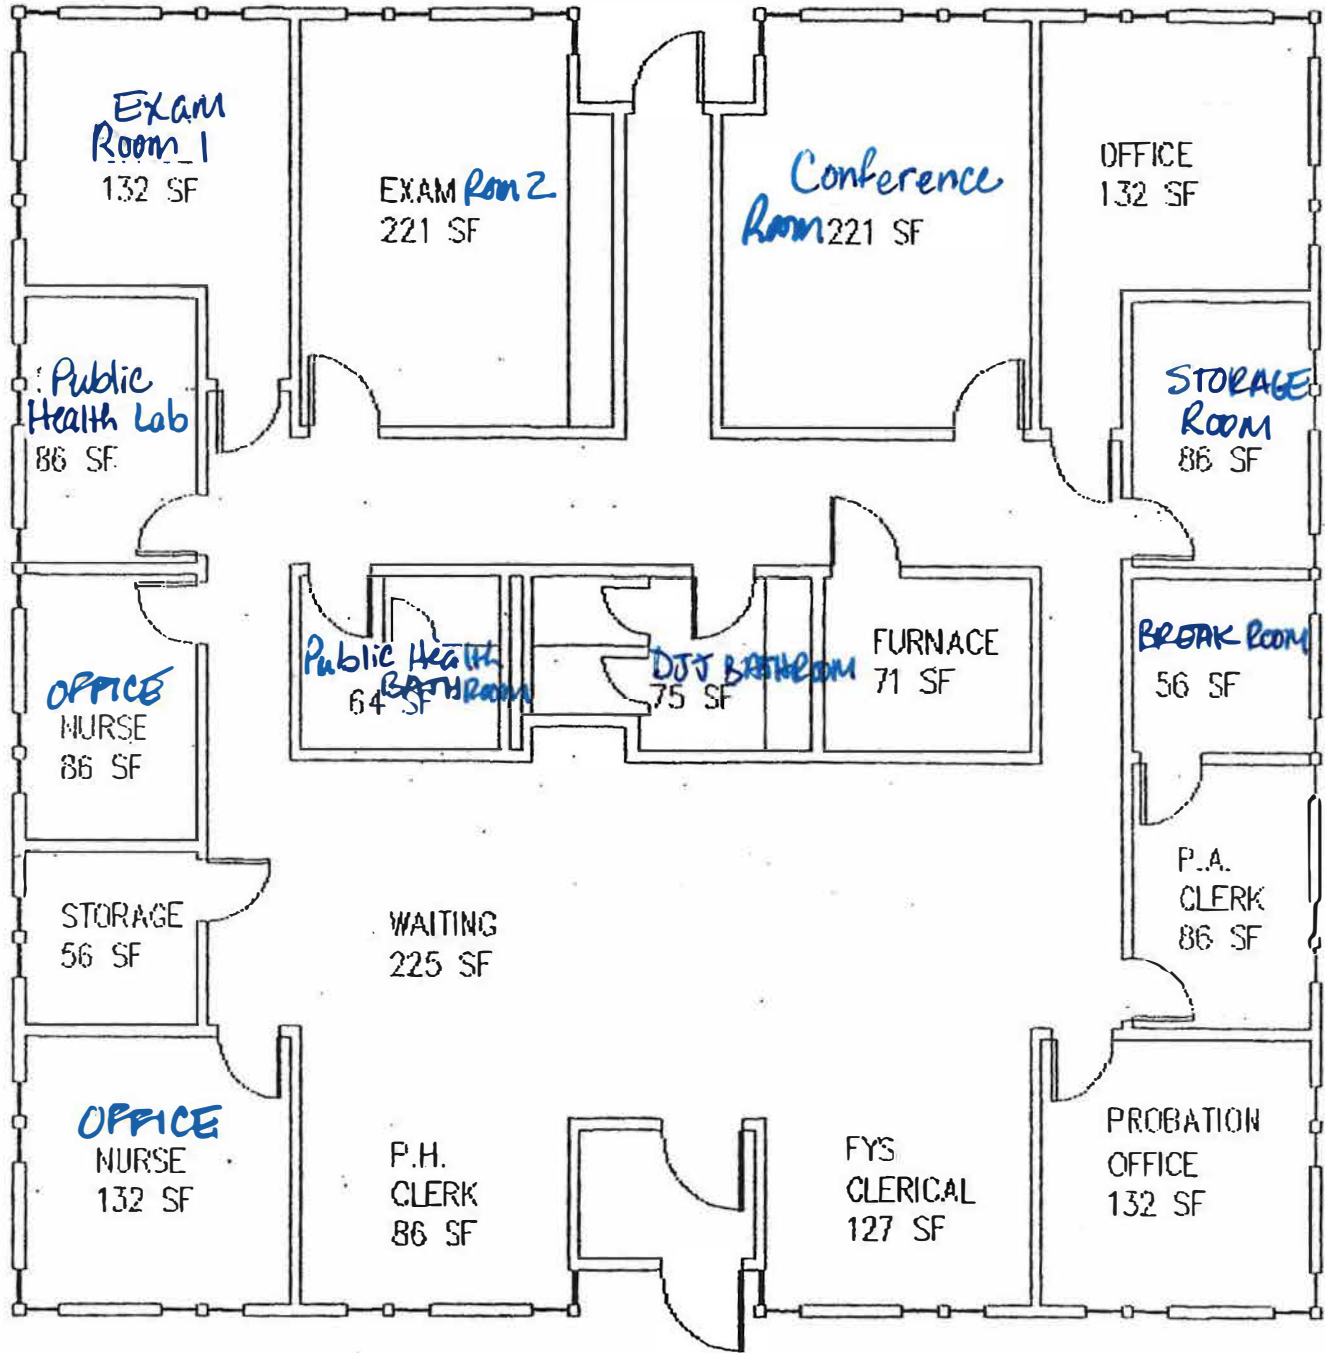 Exam
Room 1
132 SF
EXAM Room 2
221 SF
Conference
Room 221 SF
OFFICE
132 SF
Public
Health Lab
86 SF
STORAGE
ROOM
86 SF
OFFICE
NURSE
86 SF
Public Health
BATHROOM
64 SF
DJJ BATHROOM
75 SF
FURNACE
71 SF
BREAK ROOM
56 SF
STORAGE
56 SF
WAITING
225 SF
P.A.
CLERK
86 SF
OFFICE
NURSE
132 SF
P.H.
CLERK
86 SF
FYS
CLERICAL
127 SF
PROBATION
OFFICE
132 SF